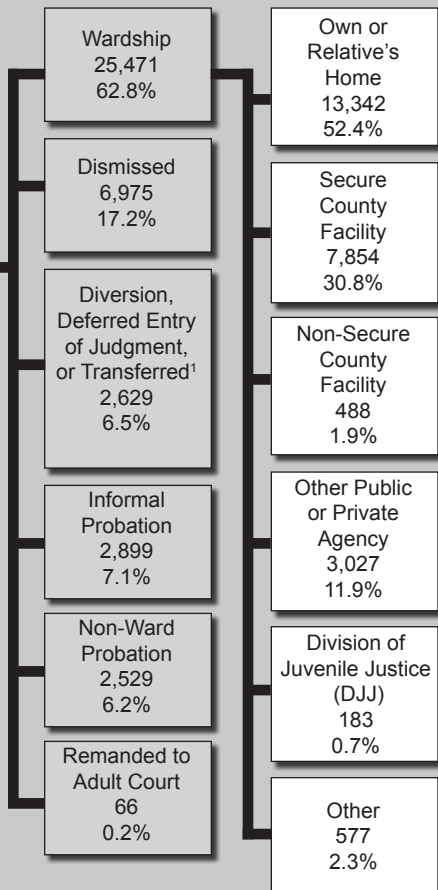 Wardship
25,471
62.8%
Dismissed
6,975
17.2%
Diversion,
Deferred Entry
of Judgment,
or Transferred¹
2,629
6.5%
Informal
Probation
2,899
7.1%
Non-Ward
Probation
2,529
6.2%
Remanded to
Adult Court
66
0.2%
Own or
Relative's
Home
13,342
52.4%
Secure
County
Facility
7,854
30.8%
Non-Secure
County
Facility
488
1.9%
Other Public
or Private
Agency
3,027
11.9%
Division of
Juvenile Justice
(DJJ)
183
0.7%
Other
577
2.3%